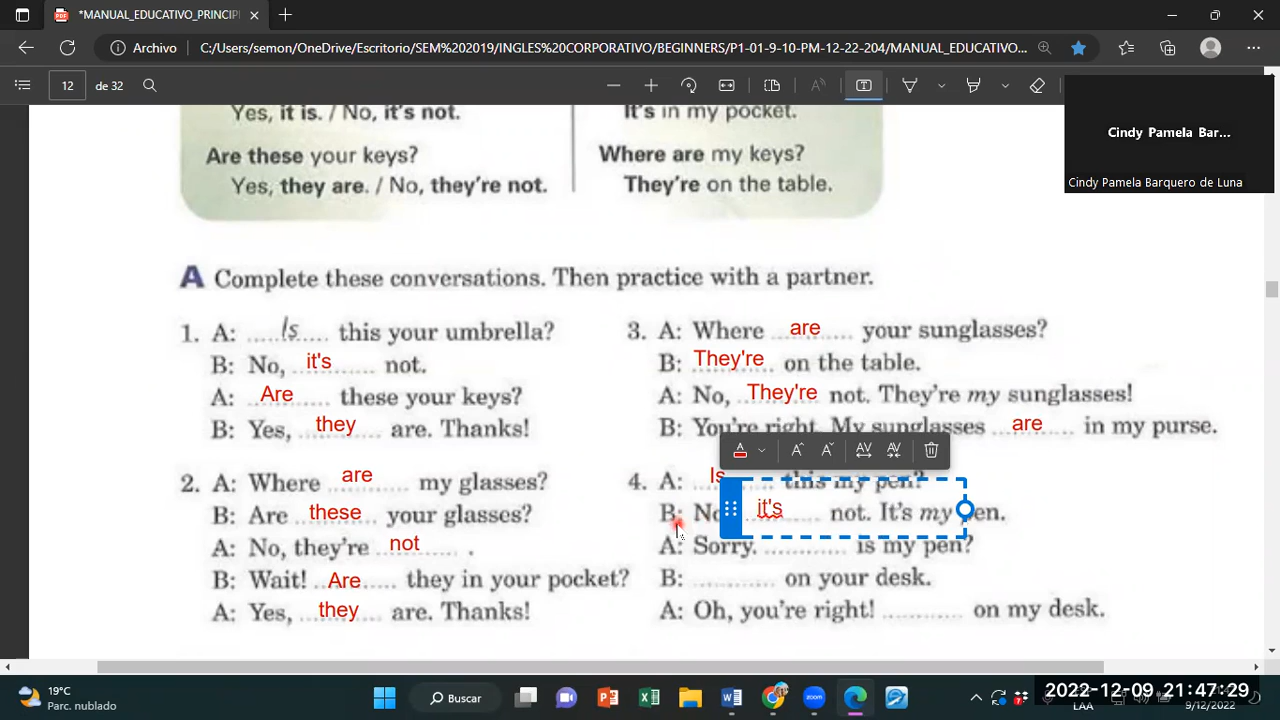 *MANUAL_EDUCATIVO_PRINCIPI
Archivo C:/Users/semon/OneDrive/Escritorio/SEM%202019/INGLES%20CORPORATIVO/BEGINNERS/P1-01-9-10-PM-12-22-204/MANUAL_EDUCATIVO...
12 de 32
Cindy Pamela Bar...
Cindy Pamela Barquero de Luna
Yes, it is. / No, it's not.
Are these your keys?
Yes, they are. / No, they're not.
It's in my pocket.
Where are my keys?
They're on the table.
A Complete these conversations. Then practice with a partner.
1. A: Is this your umbrella?
B: No, it's not.
A: Are these your keys?
B: Yes, they are. Thanks!
2. A: Where are my glasses?
B: Are these your glasses?
A: No, they're not .
B: Wait! Are they in your pocket?
A: Yes, they are. Thanks!
3. A: Where are your sunglasses?
B: They're on the table.
A: No, They're not. They're my sunglasses!
B: You're right. My sunglasses are in my purse.
4. A: Is this my pen?
B: No it's not. It's my pen.
A: Sorry. is my pen?
B: on your desk.
A: Oh, you're right! on my desk.
19°C
Parc. nublado
Buscar
LAA
2022-12-09 21:47:29
9/12/2022